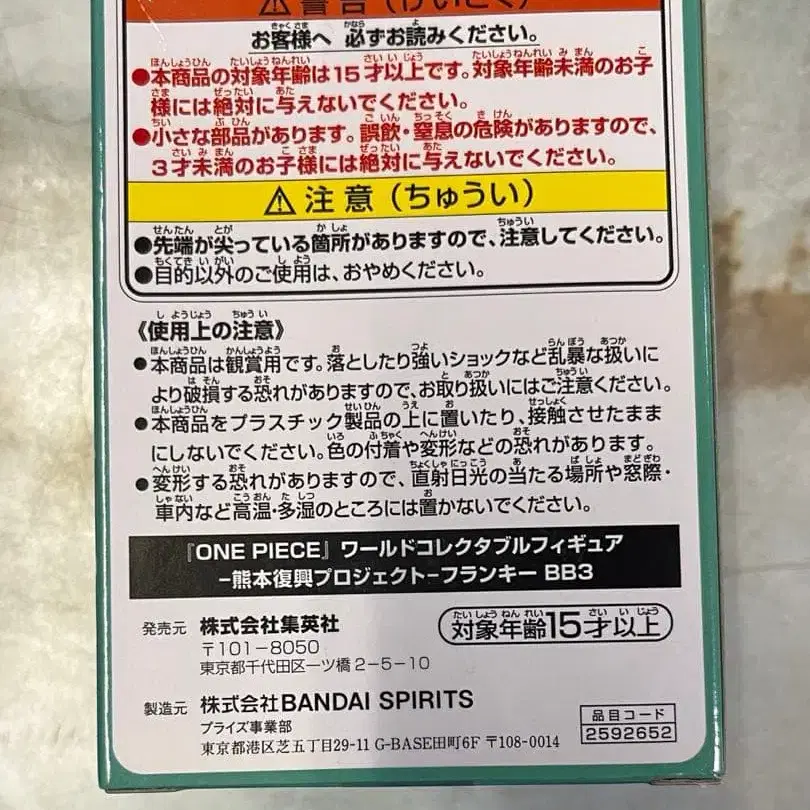 ⚠警告(けいこく)
お客様へ 必ずお読みください。
●本商品の対象年齢は15才以上です。対象年齢未満のお子
様には絶対に与えないでください。
●小さな部品があります。誤飲・窒息の危険がありますので、
3才未満のお子様には絶対に与えないでください。
⚠注意(ちゅうい)
●先端が尖っている箇所がありますので、注意してください。
●目的以外のご使用は、おやめください。
《使用上の注意》
●本商品は観賞用です。落としたり強いショックなど乱暴な扱いに
より破損する恐れがありますので、お取り扱いにはご注意ください。
●本商品をプラスチック製品の上に置いたり、接触させたまま
にしないでください。色の付着や変形などの恐れがあります。
●変形する恐れがありますので、直射日光の当たる場所や窓際・
車内など高温・多湿のところには置かないでください。
『ONE PIECE』ワールドコレクタブルフィギュア
-熊本復興プロジェクト-フランキー BB3
発売元 株式会社集英社
〒101-8050
東京都千代田区一ツ橋2-5-10
対象年齢15才以上
製造元 株式会社BANDAI SPIRITS
プライズ事業部
東京都港区芝五丁目29-11 G-BASE田町6F 〒108-0014
品目コード
2592652